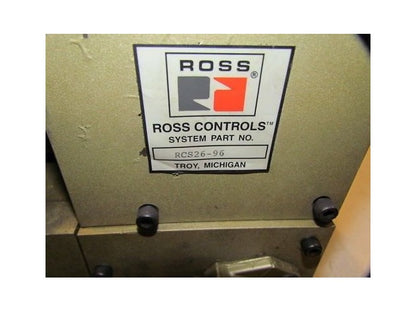 ROSS
®
ROSS CONTROLS™
SYSTEM PART NO.
RCS26-96
TROY, MICHIGAN